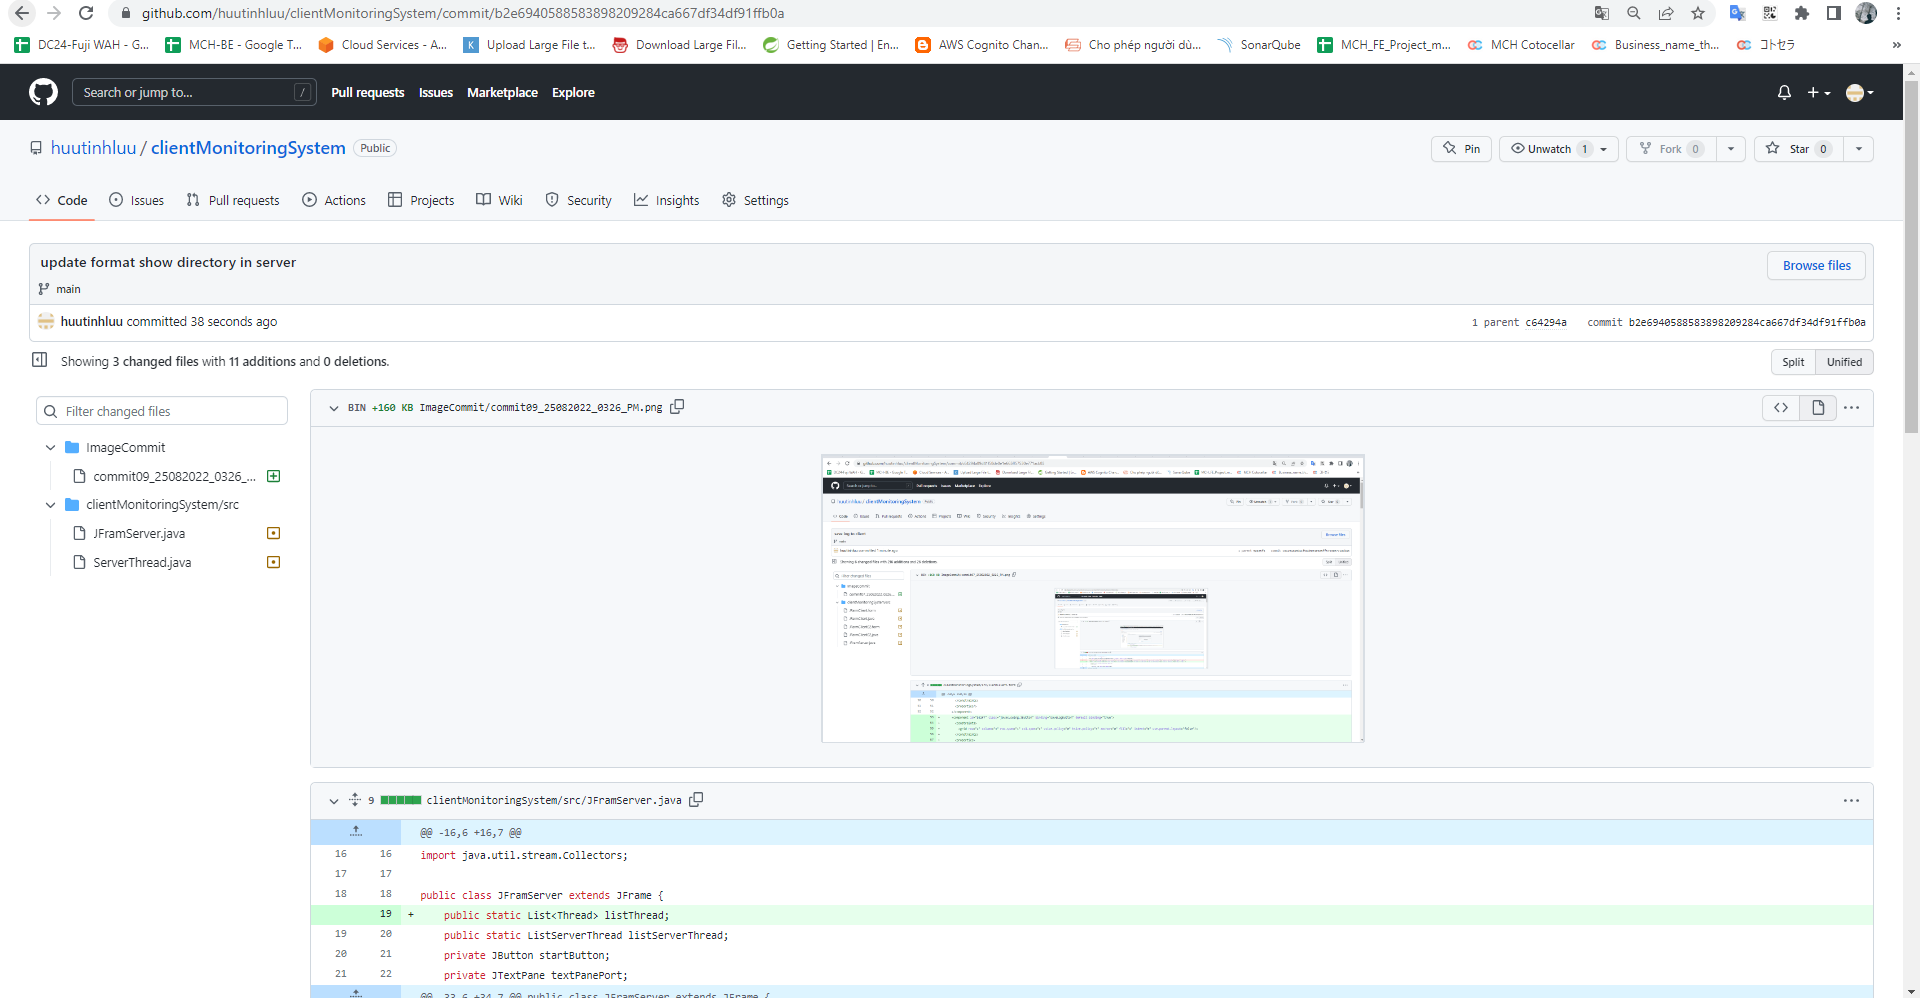 github.com/huutinhluu/clientMonitoringSystem/commit/b2e6940588583898209284ca667df34df91ffb0a
DC24-Fuji WAH - G... MCH-BE - Google T... Cloud Services - A... Upload Large File t... Download Large Fil... Getting Started | En... AWS Cognito Chan... Cho phép người dù... SonarQube MCH_FE_Project_m... MCH Cotocellar Business_name_th... コトセラ »
Search or jump to... / Pull requests Issues Marketplace Explore
huutinhluu / clientMonitoringSystem Public Pin Unwatch 1 Fork 0 Star 0
Code Issues Pull requests Actions Projects Wiki Security Insights Settings
update format show directory in server
Browse files
main
huutinhluu committed 38 seconds ago 1 parent c64294a commit b2e6940588583898209284ca667df34df91ffb0a
Showing 3 changed files with 11 additions and 0 deletions. Split Unified
Filter changed files
ImageCommit
commit09_25082022_0326_...
clientMonitoringSystem/src
JFramServer.java
ServerThread.java
BIN +160 KB ImageCommit/commit09_25082022_0326_PM.png
9 clientMonitoringSystem/src/JFramServer.java
@@ -16,6 +16,7 @@
16 16 import java.util.stream.Collectors;
17 17
18 18 public class JFramServer extends JFrame {
19 + public static List<Thread> listThread;
19 20 public static ListServerThread listServerThread;
20 21 private JButton startButton;
21 22 private JTextPane textPanePort;
@@ -33,6 +34,7 @@ public class JFramServer extends JFrame {